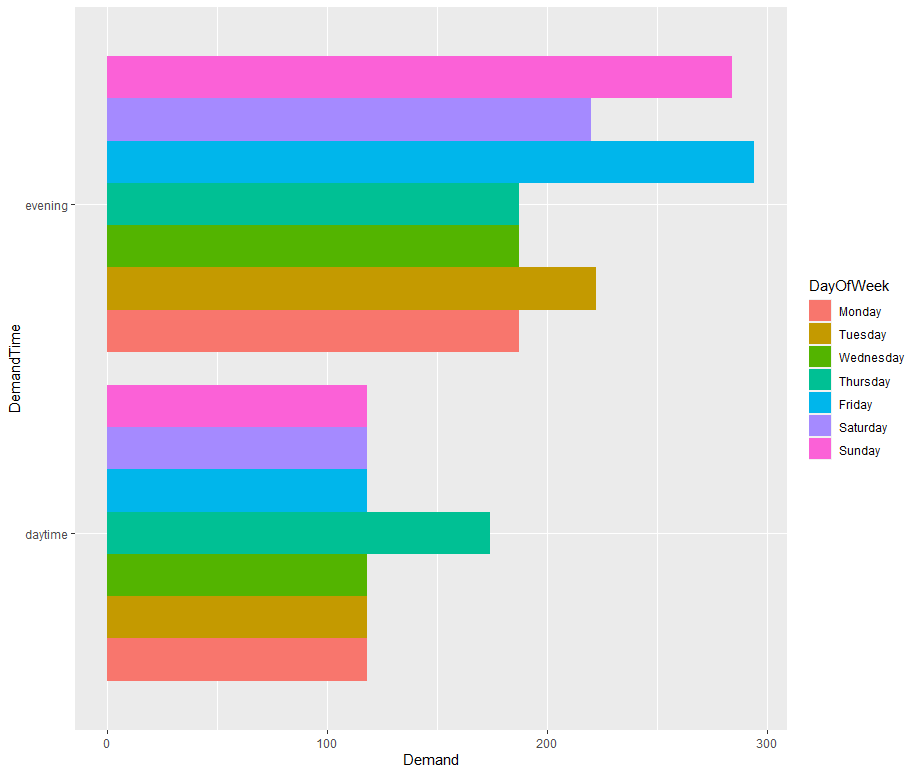 evening
daytime
DemandTime
0 100 200 300
Demand
DayOfWeek
Monday
Tuesday
Wednesday
Thursday
Friday
Saturday
Sunday